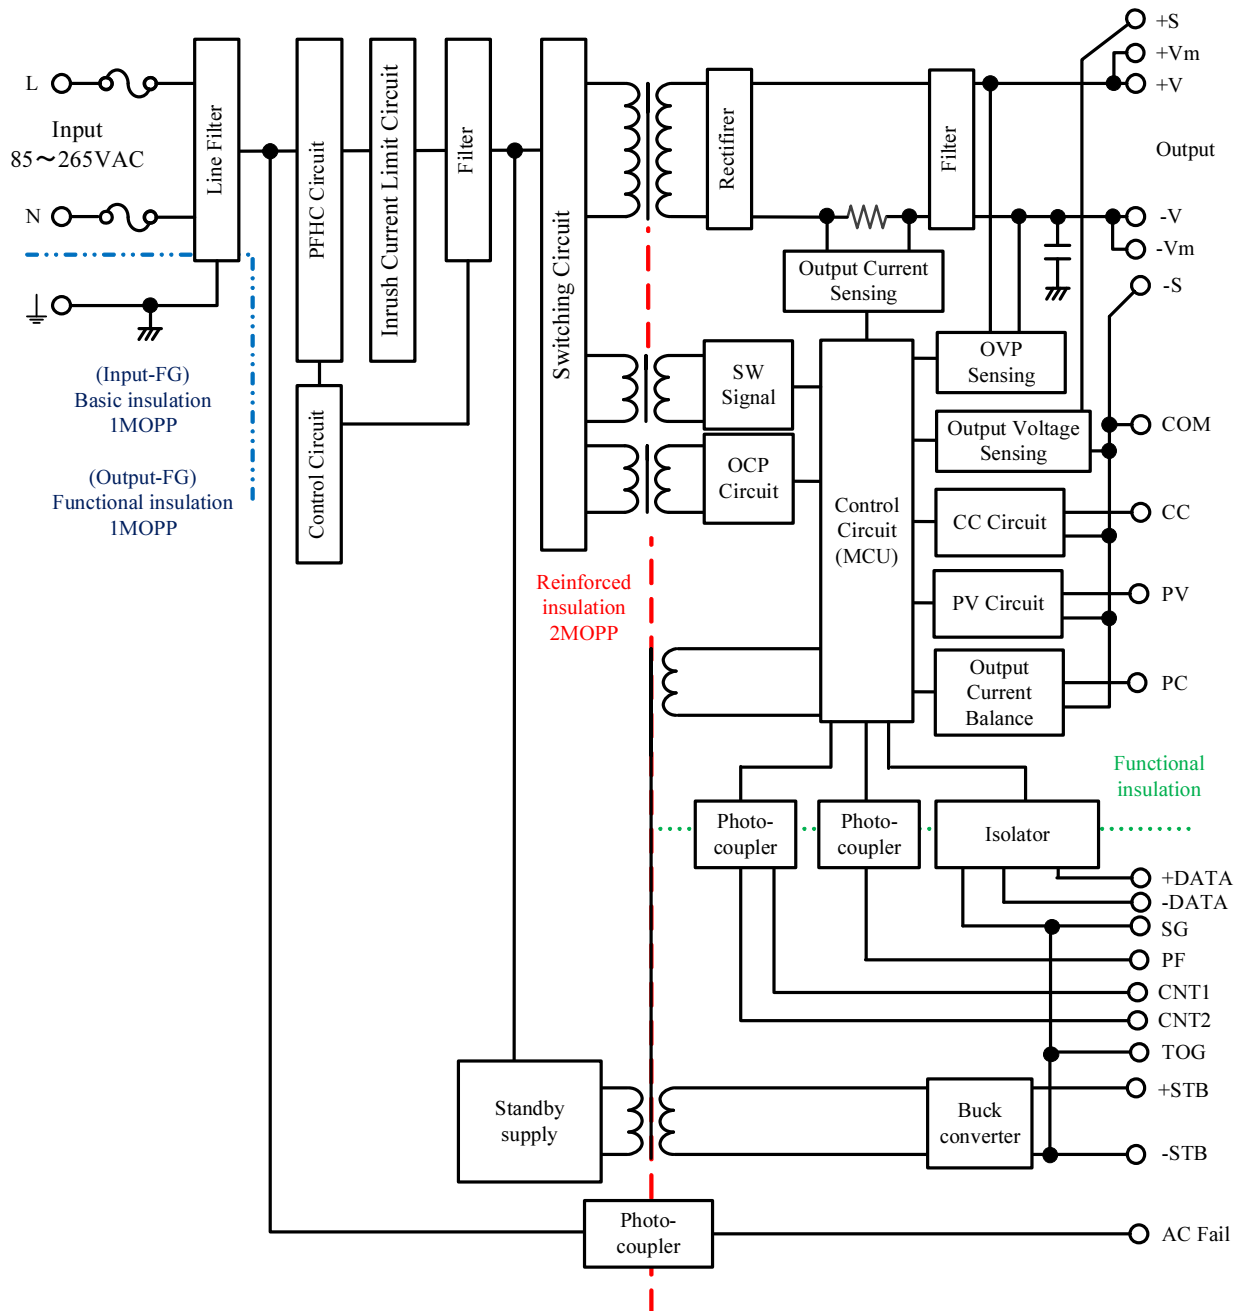 +S
+Vm
L
+V
Input
85～265VAC
Line Filter
PFHC Circuit
Inrush Current Limit Circuit
Filter
Switching Circuit
Rectifirer
Filter
Output
N
-V
-Vm
Output Current
Sensing
-S
(Input-FG)
Basic insulation
1MOPP
(Output-FG)
Functional insulation
1MOPP
Control Circuit
SW
Signal
OCP
Circuit
OVP
Sensing
Output Voltage
Sensing
COM
Control
Circuit
(MCU)
CC Circuit
CC
Reinforced
insulation
2MOPP
PV Circuit
PV
Output
Current
Balance
PC
Functional
insulation
Photo-
coupler
Photo-
coupler
Isolator
+DATA
-DATA
SG
PF
CNT1
CNT2
TOG
Standby
supply
Buck
converter
+STB
-STB
Photo-
coupler
AC Fail